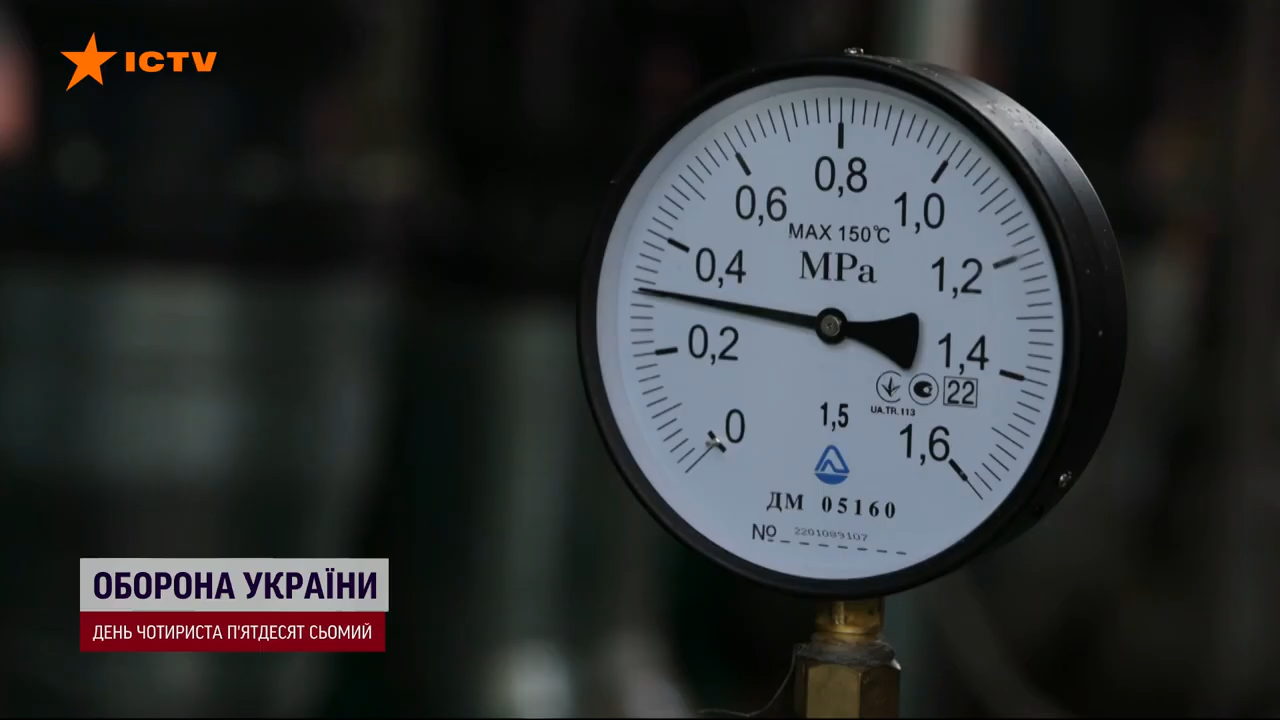 ICTV
0,8
0,6
1,0
MAX 150°C
0,4
MPa
1,2
0,2
1,4
22
UA.TR.113
0
1,5
1,6
ДМ 05160
№ 2201089107
ОБОРОНА УКРАЇНИ
ДЕНЬ ЧОТИРИСТА П'ЯТДЕСЯТ СЬОМИЙ